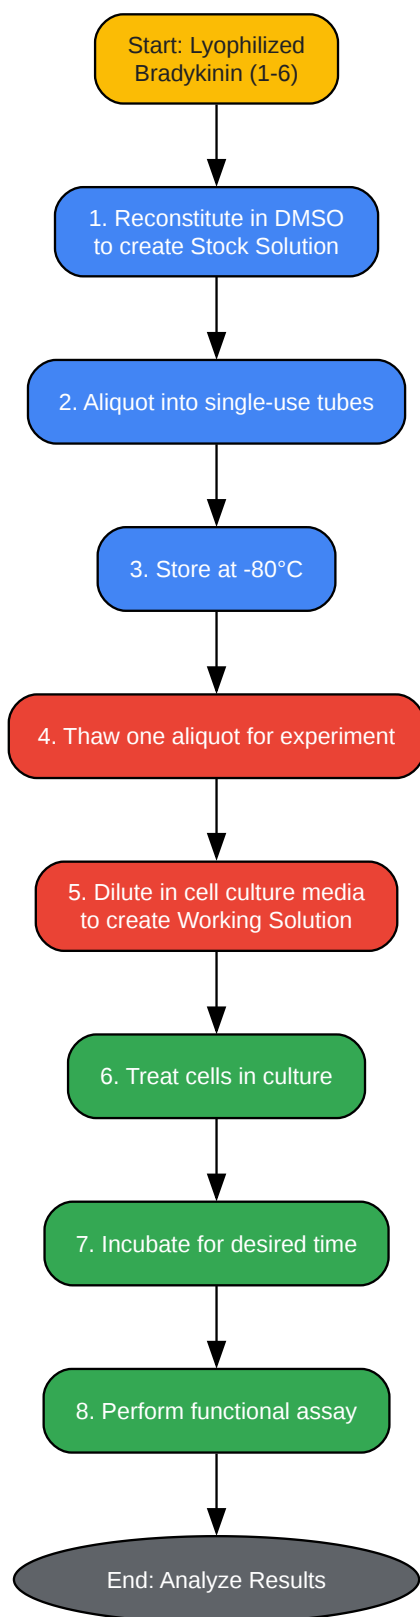 Start: Lyophilized
Bradykinin (1-6)
1. Reconstitute in DMSO
to create Stock Solution
2. Aliquot into single-use tubes
3. Store at -80°C
4. Thaw one aliquot for experiment
5. Dilute in cell culture media
to create Working Solution
6. Treat cells in culture
7. Incubate for desired time
8. Perform functional assay
End: Analyze Results